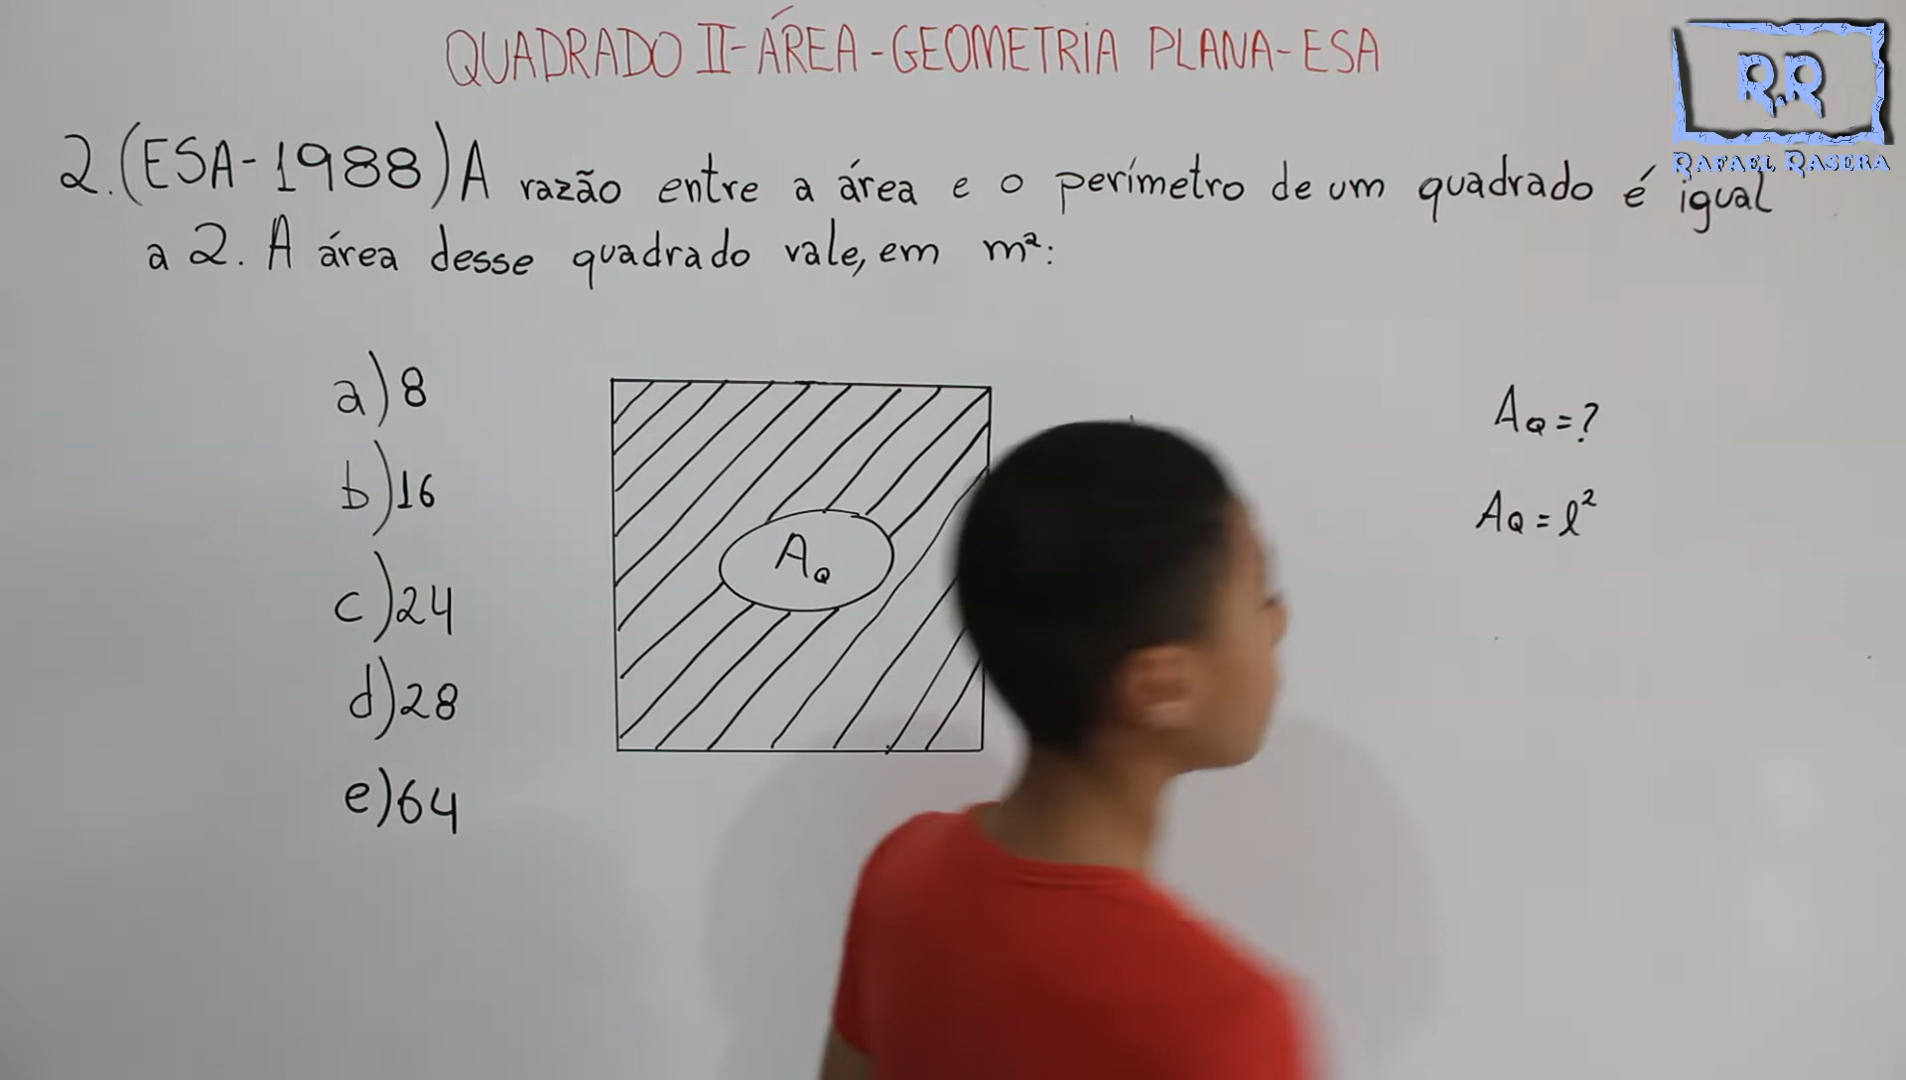 QUADRADO II-ÁREA-GEOMETRIA PLANA-ESA
R.R
RAFAEL RASERA
2.(ESA-1988)A razão entre a área e o perímetro de um quadrado é igual
a 2. A área desse quadrado vale, em m²:
a)8
b)16
c)24
d)28
e)64
AQ
AQ=?
AQ=l²